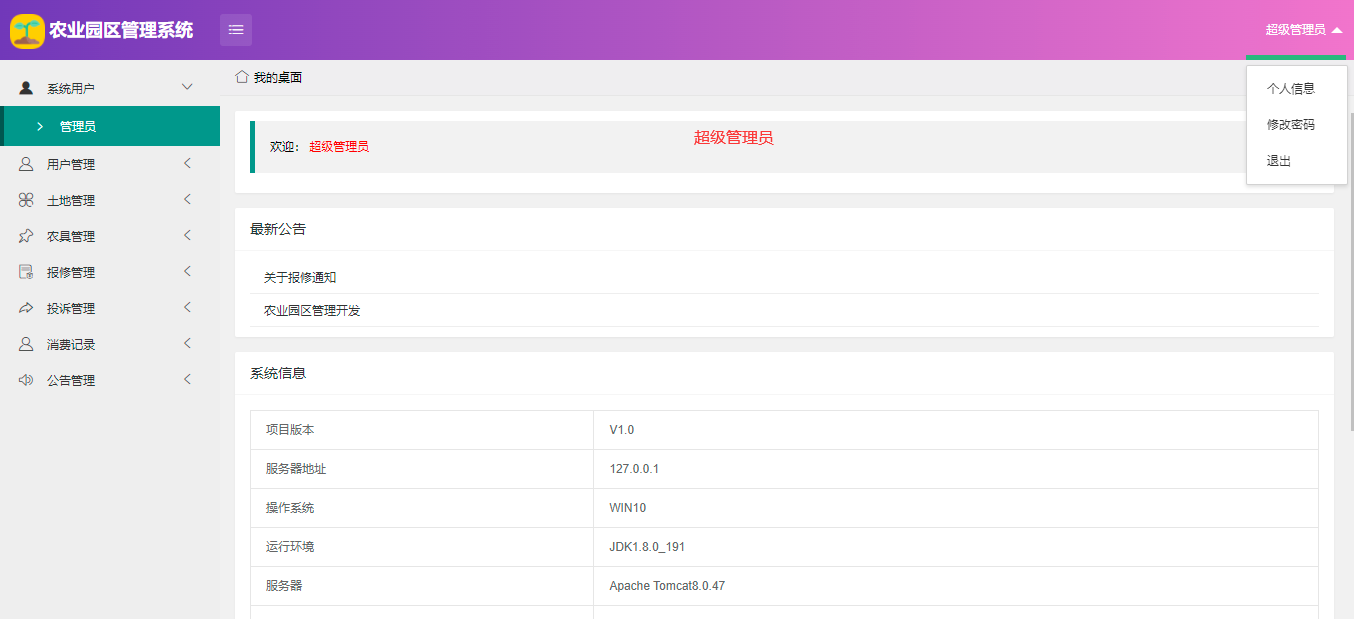 农业园区管理系统
超级管理员
个人信息
修改密码
退出
系统用户
管理员
用户管理
土地管理
农具管理
报修管理
投诉管理
消费记录
公告管理
我的桌面
欢迎: 超级管理员
超级管理员
最新公告
关于报修通知
农业园区管理开发
系统信息
项目版本 V1.0
服务器地址 127.0.0.1
操作系统 WIN10
运行环境 JDK1.8.0_191
服务器 Apache Tomcat8.0.47